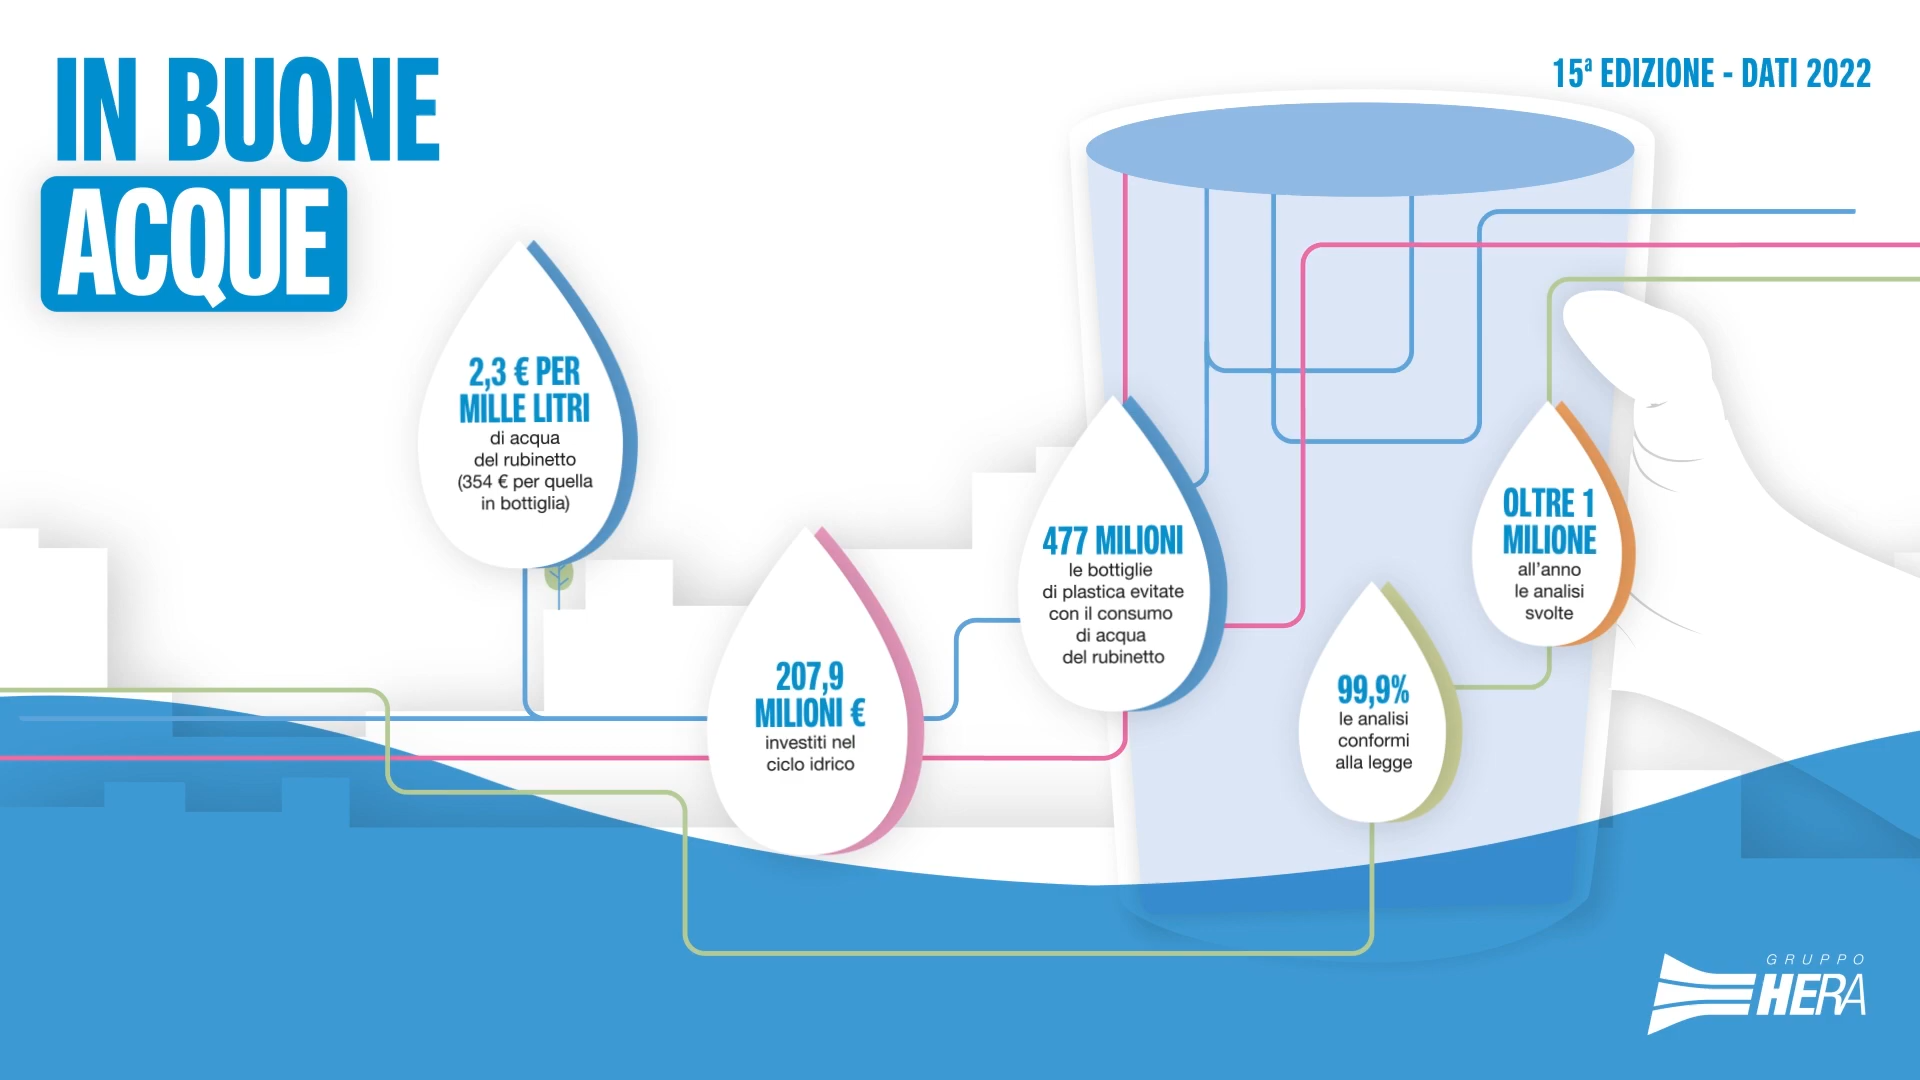 IN BUONE
ACQUE
15ª EDIZIONE - DATI 2022
2,3 € PER
MILLE LITRI
di acqua
del rubinetto
(354 € per quella
in bottiglia)
207,9
MILIONI €
investiti nel
ciclo idrico
477 MILIONI
le bottiglie
di plastica evitate
con il consumo
di acqua
del rubinetto
99,9%
le analisi
conformi
alla legge
OLTRE 1
MILIONE
all'anno
le analisi
svolte
GRUPPO
HERA